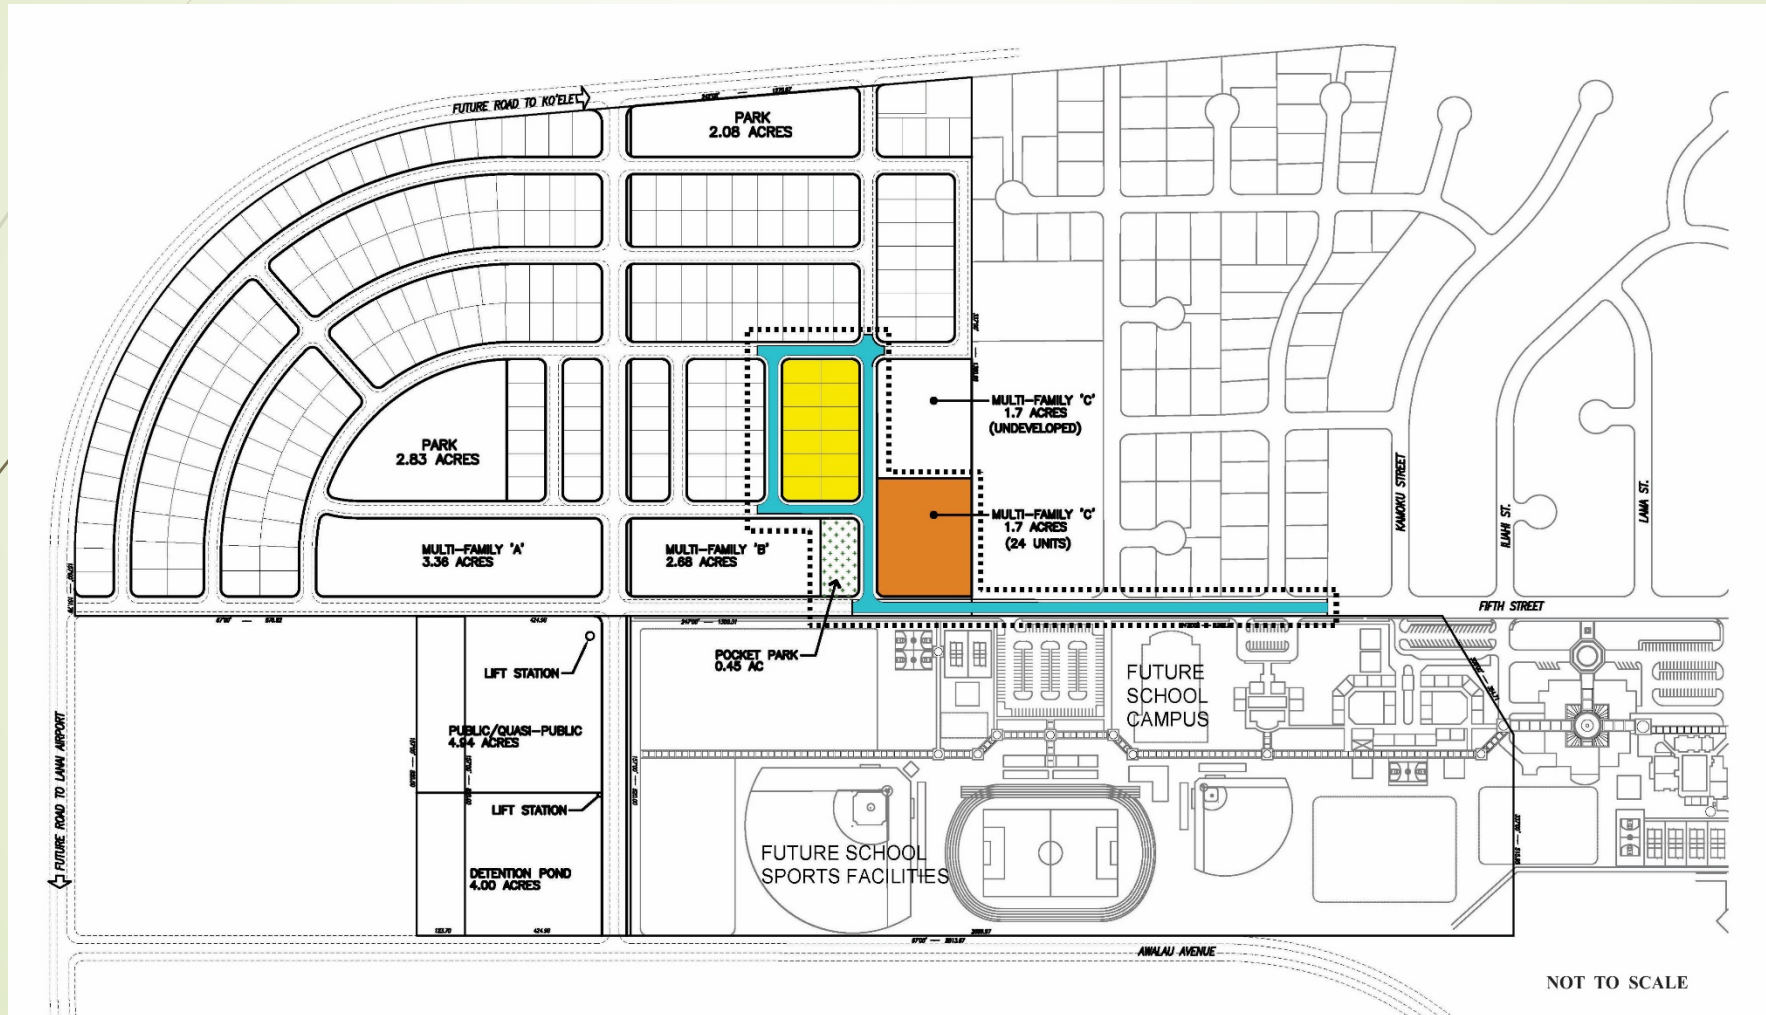 FUTURE ROAD TO KO'ELE
PARK
2.08 ACRES
MULTI-FAMILY 'C'
1.7 ACRES
(UNDEVELOPED)
PARK
2.83 ACRES
MULTI-FAMILY 'C'
1.7 ACRES
(24 UNITS)
MULTI-FAMILY 'A'
3.36 ACRES
MULTI-FAMILY 'B'
2.68 ACRES
KAMOKU STREET
ILIAHI ST.
LAMA ST.
FIFTH STREET
POCKET PARK
0.45 AC
LIFT STATION
FUTURE
SCHOOL
CAMPUS
PUBLIC/QUASI-PUBLIC
4.94 ACRES
LIFT STATION
FUTURE SCHOOL
SPORTS FACILITIES
DETENTION POND
4.00 ACRES
123.70
424.98
FUTURE ROAD TO LANAI AIRPORT
AWALAU AVENUE
NOT TO SCALE